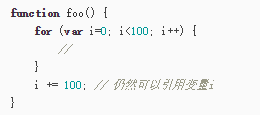 function foo() {
    for (var i=0; i<100; i++) {
        //
    }
    i += 100; // 仍然可以引用变量i
}